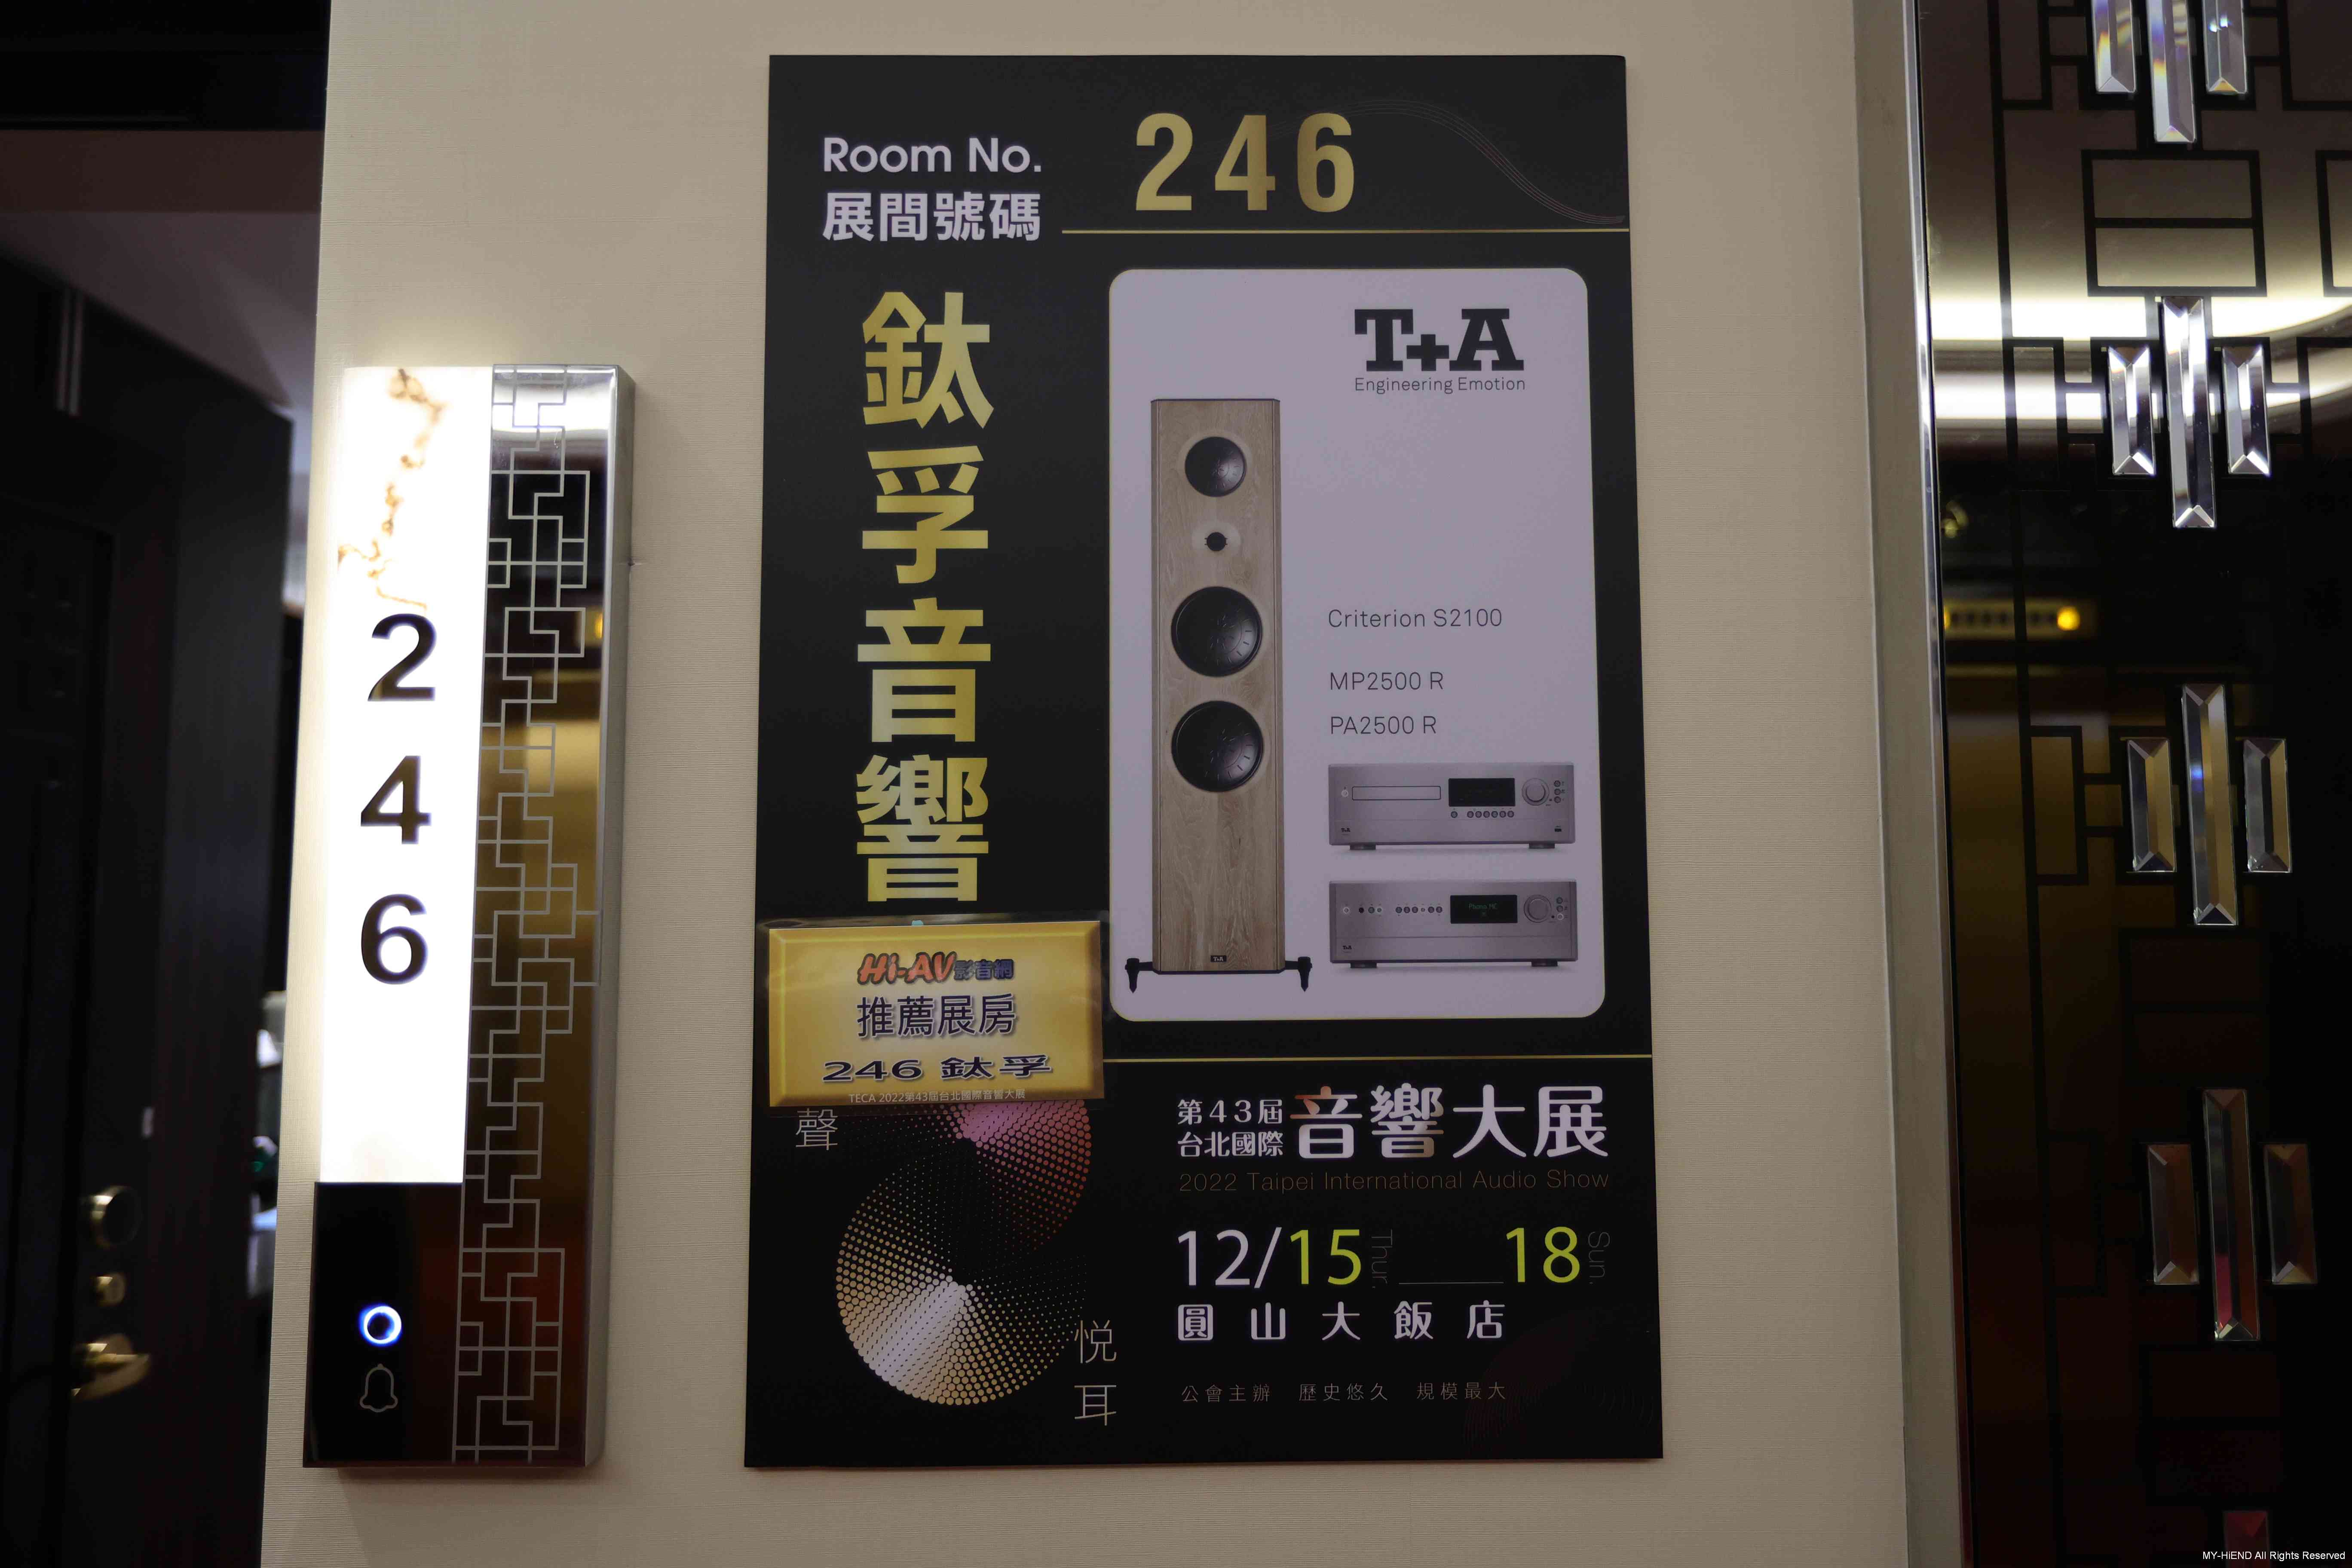 246
Room No.
展間號碼
246
鈦孚音響
T+A
Engineering Emotion
Criterion S2100
MP2500 R
PA2500 R
Hi-AV影音網
推薦展房
246 鈦孚
TECA 2022第43屆台北國際音響大展
聲
悅耳
第43屆
台北國際
音響大展
2022 Taipei International Audio Show
12/15 Thur. 18 Sun.
圓山大飯店
公會主辦 歷史悠久 規模最大
MY-HiEND All Rights Reserved